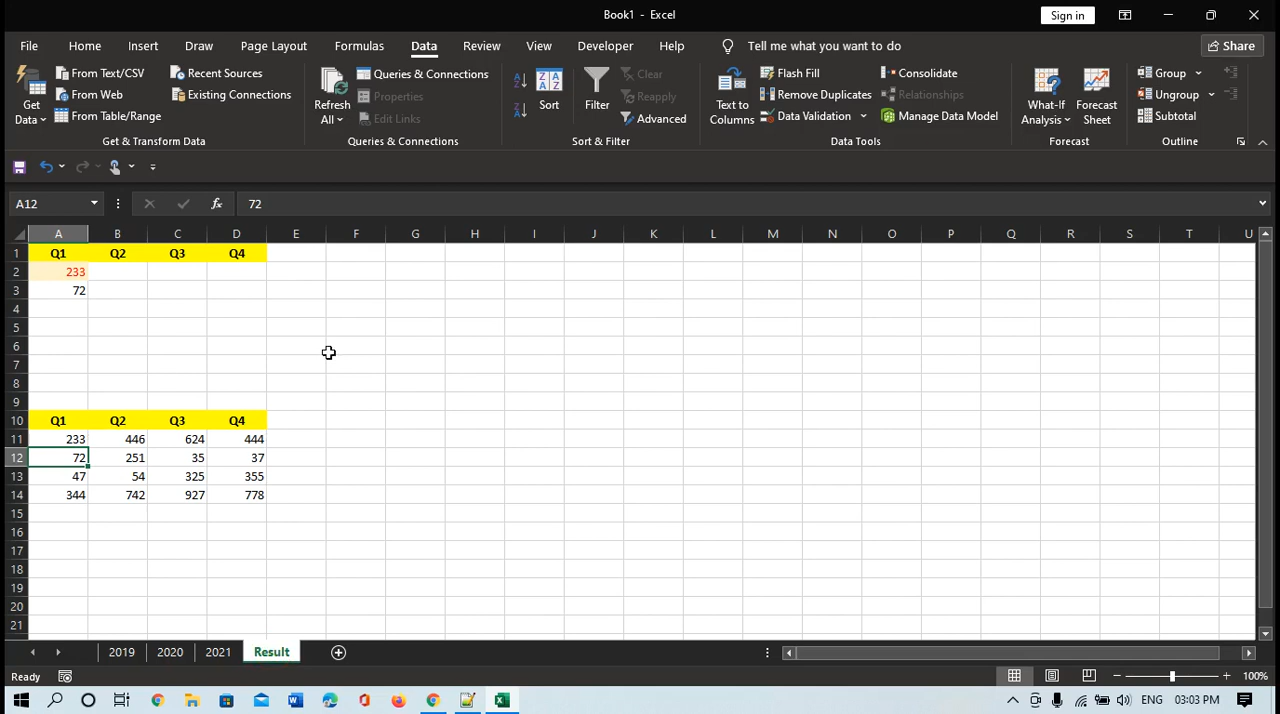 Book1 - Excel
Sign in
File Home Insert Draw Page Layout Formulas Data Review View Developer Help Tell me what you want to do Share
Get Data
From Text/CSV
From Web
From Table/Range
Recent Sources
Existing Connections
Get & Transform Data
Refresh All
Queries & Connections
Properties
Edit Links
Queries & Connections
Sort
Filter
Clear
Reapply
Advanced
Sort & Filter
Text to Columns
Flash Fill
Remove Duplicates
Data Validation
Consolidate
Relationships
Manage Data Model
Data Tools
What-If Analysis
Forecast Sheet
Forecast
Group
Ungroup
Subtotal
Outline
A12 fx 72
A B C D E F G H I J K L M N O P Q R S T U
1 Q1 Q2 Q3 Q4
2 233
3 72
4
5
6
7
8
9
10 Q1 Q2 Q3 Q4
11 233 446 624 444
12 72 251 35 37
13 47 54 325 355
14 344 742 927 778
15
16
17
18
19
20
21
2019 2020 2021 Result
Ready 100%
ENG 03:03 PM